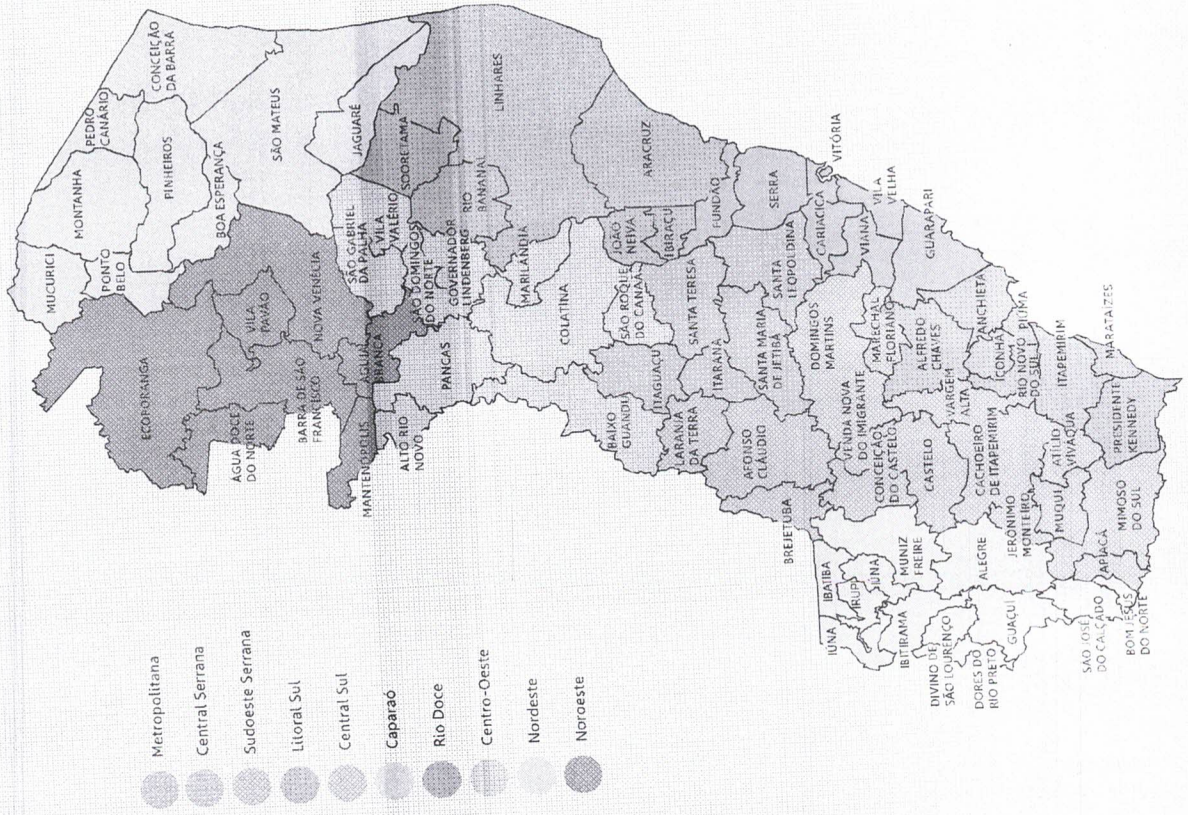 Metropolitana
Central Serrana
Sudoeste Serrana
Litoral Sul
Central Sul
Caparaó
Rio Doce
Centro-Oeste
Nordeste
Noroeste
MUCURICI
MONTANHA
PEDRO
CANÁRIO
CONCEIÇÃO
DA BARRA
PONTO
BELO
PINHEIROS
BOA ESPERANÇA
SÃO MATEUS
JAGUARÉ
ECOPORANGA
ÁGUA DOCE
DO NORTE
VILA
PAVÃO
BARRA DE SÃO
FRANCISCO
NOVA VENÉCIA
SÃO GABRIEL
DA PALHA
VILA
VALÉRIO
SOORETAMA
LINHARES
MANTENÓPOLIS
ÁGUIA
BRANCA
SÃO DOMINGOS
DO NORTE
GOVERNADOR
LINDENBERG
RIO
BANANAL
ALTO RIO
NOVO
PANCAS
MARILÂNDIA
COLATINA
BAIXO
GUANDU
ITAGUAÇU
SÃO ROQUE
DO CANAÃ
JOÃO
NEIVA
IBIRAÇU
ARACRUZ
LARANJA
DA TERRA
ITARANA
SANTA TERESA
FUNDÃO
AFONSO
CLÁUDIO
SANTA MARIA
DE JETIBÁ
SANTA
LEOPOLDINA
SERRA
BREJETUBA
DOMINGOS
MARTINS
CARIACICA
VITÓRIA
VENDA NOVA
DO IMIGRANTE
MARECHAL
FLORIANO
VIANA
VILA
VELHA
IBATIBA
IRUPI
IÚNA
IÚNA
MUNIZ
FREIRE
CONCEIÇÃO
DO CASTELO
CASTELO
VARGEM
ALTA
ALFREDO
CHAVES
GUARAPARI
IBITIRAMA
DIVINO DE
SÃO LOURENÇO
DORES DO
RIO PRETO
GUAÇUÍ
ALEGRE
JERÔNIMO
MONTEIRO
CACHOEIRO
DE ITAPEMIRIM
ICONHA
ANCHIETA
PIÚMA
RIO NOVO
DO SUL
ITAPEMIRIM
MUQUI
ATÍLIO
VIVÁQUA
MARATAÍZES
SÃO JOSÉ
DO CALÇADO
BOM JESUS
DO NORTE
APIACÁ
MIMOSO
DO SUL
PRESIDENTE
KENNEDY